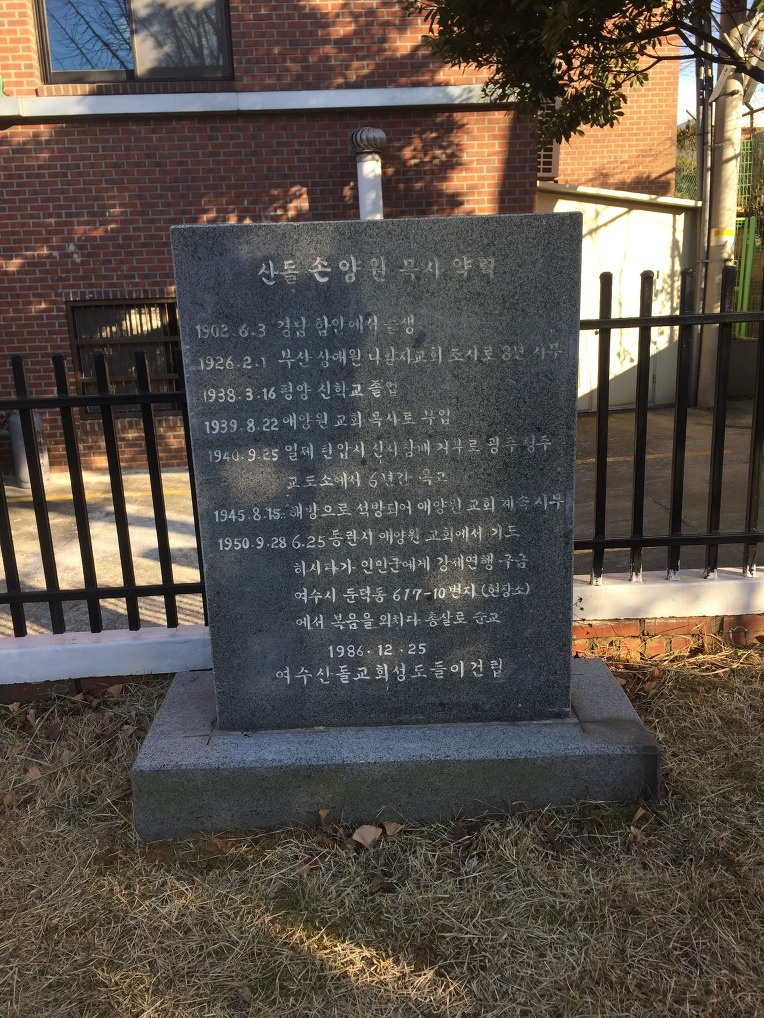 산돌 손양원 목사 약력
1902.6.3 경남 함안에서 출생
1926.2.1 부산 상애원 나환자교회 조사로 8년 시무
1938.3.16 평양 신학교 졸업
1939.8.22 애양원 교회 목사로 부임
1940.9.25 일제 탄압시 신사참배 거부로 광주 청주
교도소에서 6년간 옥고
1945.8.15. 해방으로 석방되어 애양원 교회 계속 시무
1950.9.28 6.25 동란시 애양원 교회에서 기도
하시다가 인민군에게 강제연행 구금
여수시 둔덕동 617-10번지 (현장소)
에서 복음을 외치다 총살로 순교
1986.12.25
여수산돌교회성도들이건립